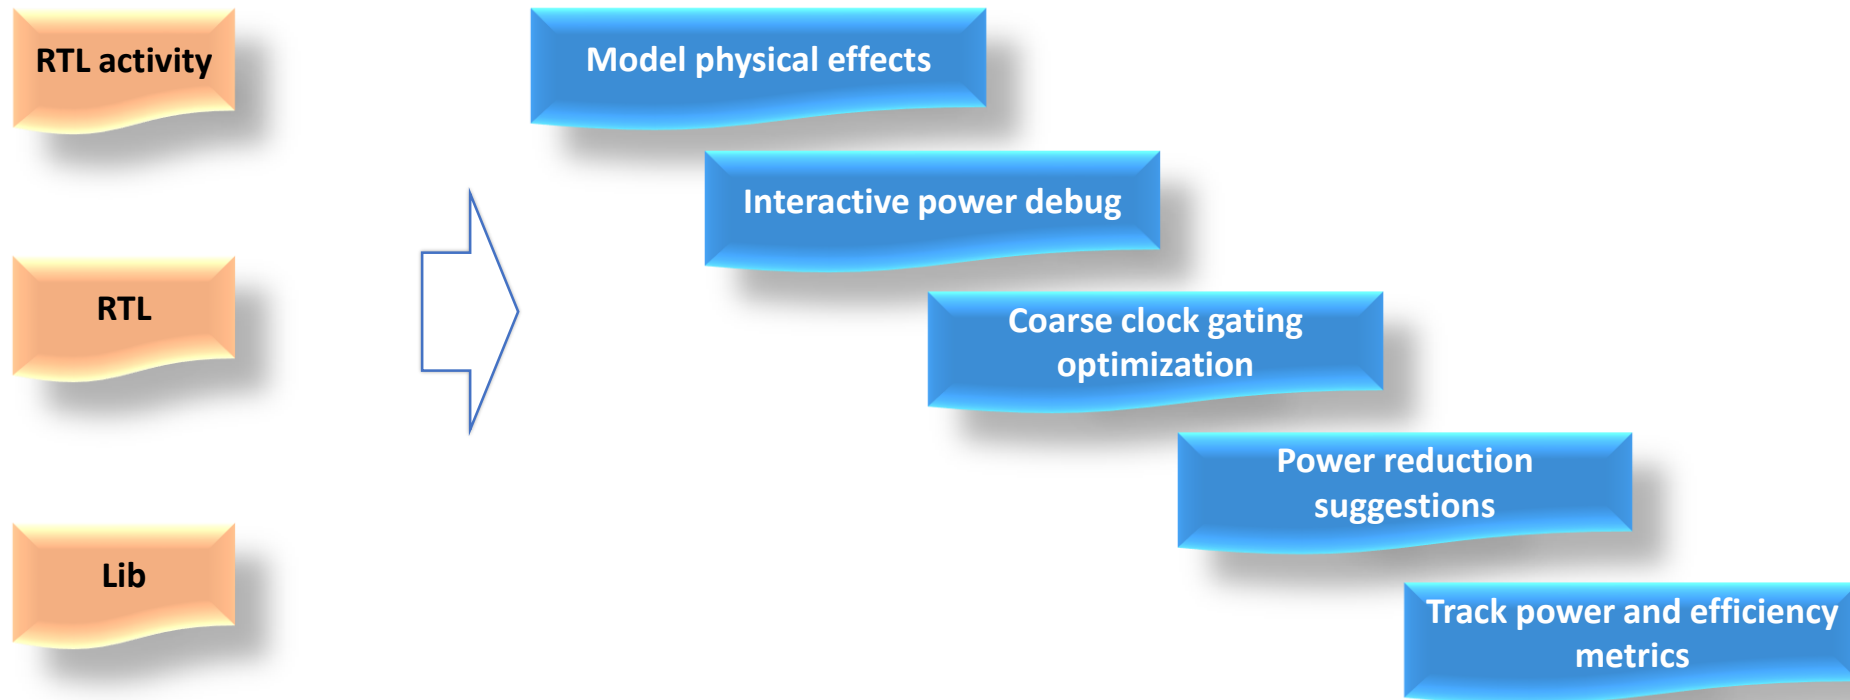 RTL activity
RTL
Lib
Model physical effects
Interactive power debug
Coarse clock gating
optimization
Power reduction
suggestions
Track power and efficiency
metrics